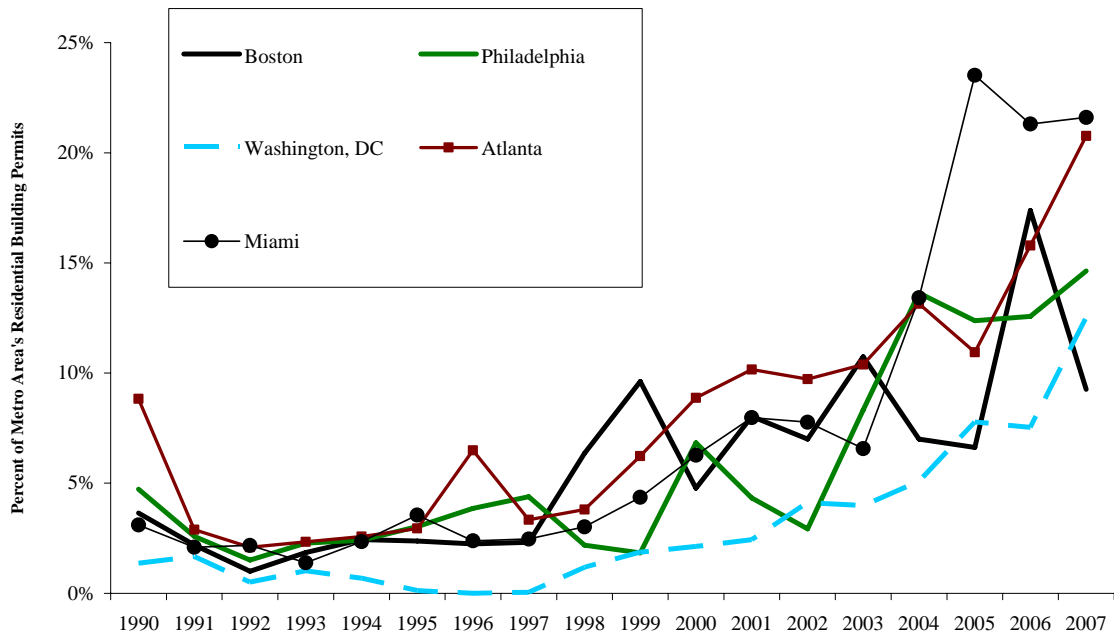 Percent of Metro Area's Residential Building Permits
25%
20%
15%
10%
5%
0%
Boston
Philadelphia
Washington, DC
Atlanta
Miami
1990 1991 1992 1993 1994 1995 1996 1997 1998 1999 2000 2001 2002 2003 2004 2005 2006 2007